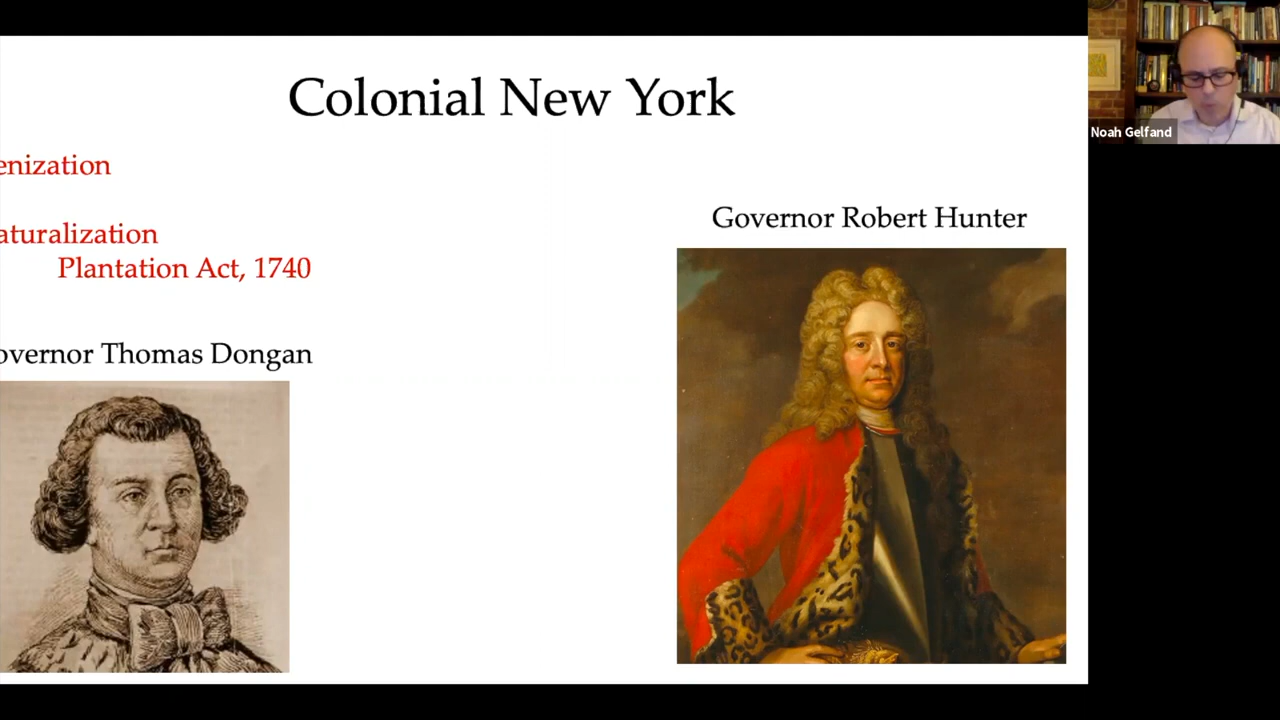 Colonial New York
enization
aturalization
Plantation Act, 1740
overnor Thomas Dongan
Governor Robert Hunter
Noah Gelfand